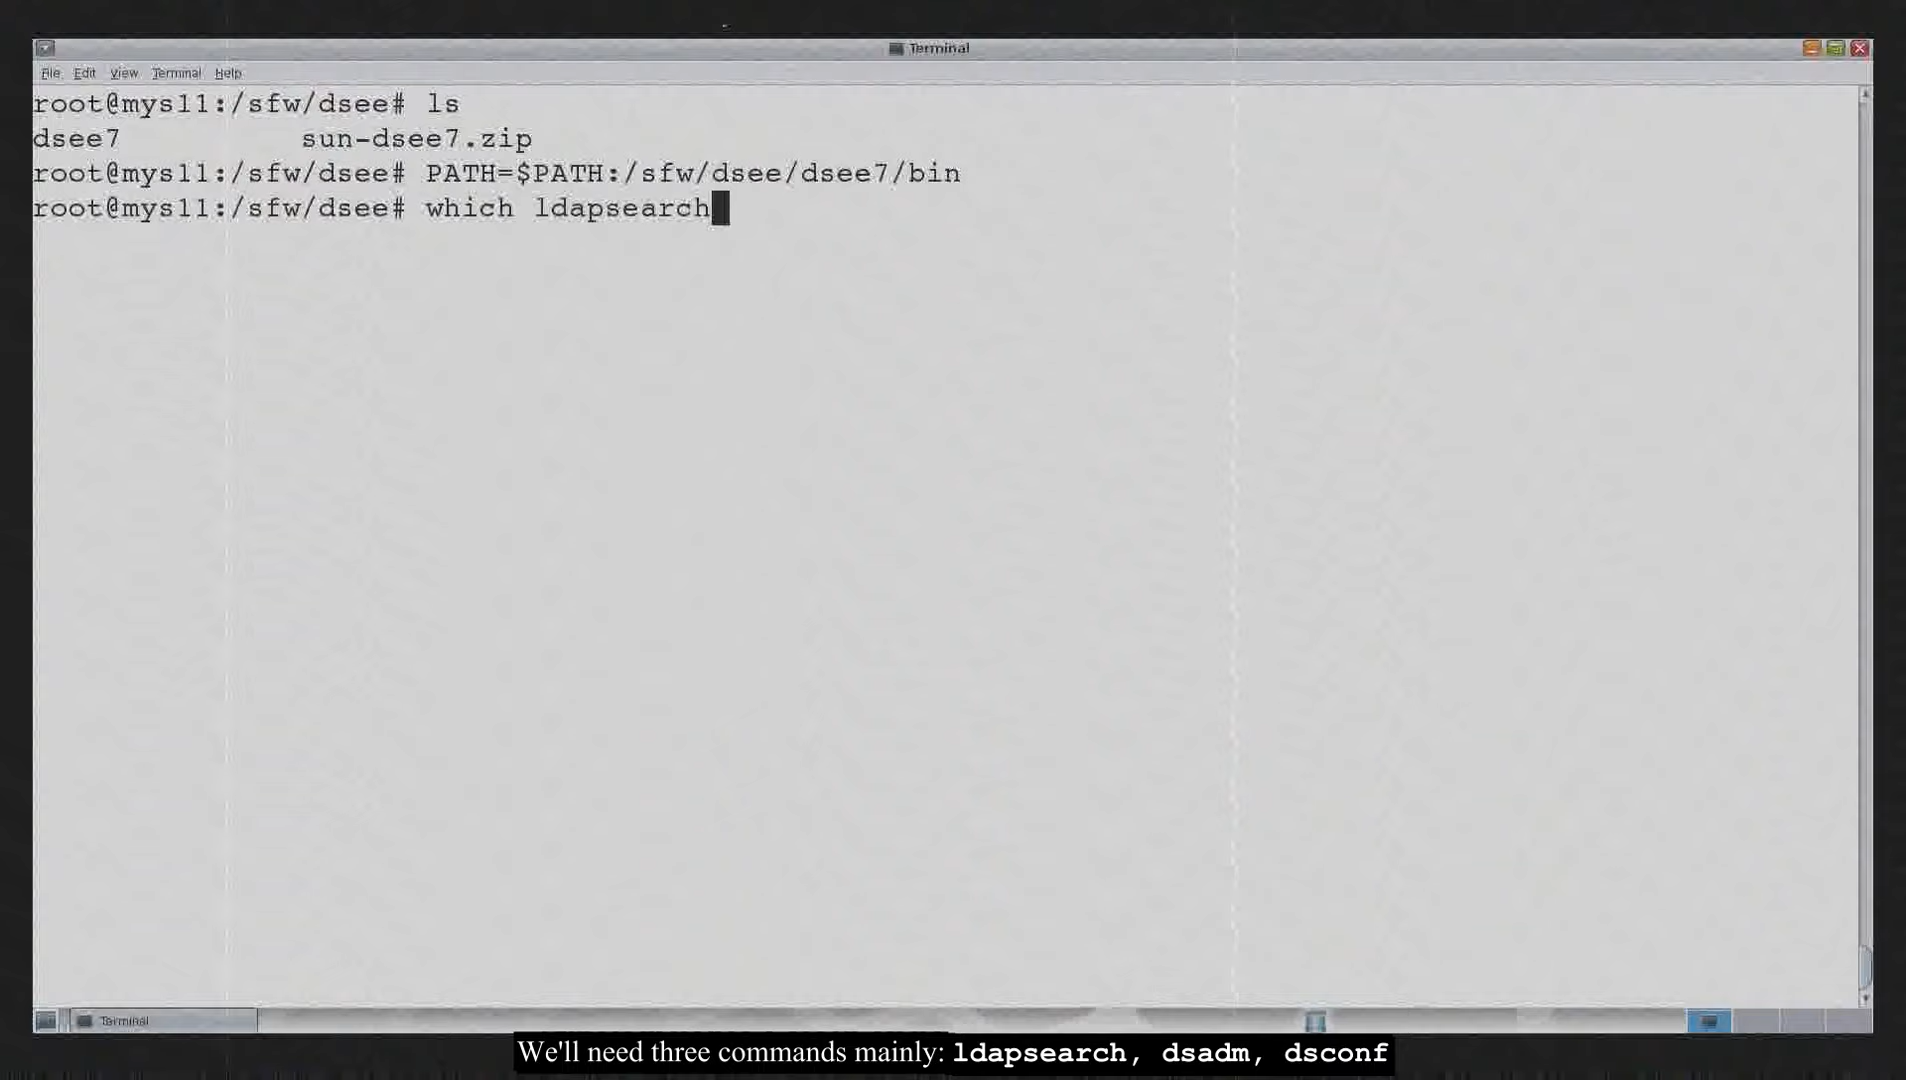 Terminal
File Edit View Terminal Help
root@mys11:/sfw/dsee# ls
dsee7 sun-dsee7.zip
root@mys11:/sfw/dsee# PATH=$PATH:/sfw/dsee/dsee7/bin
root@mys11:/sfw/dsee# which ldapsearch
Terminal
We'll need three commands mainly: ldapsearch, dsadm, dsconf